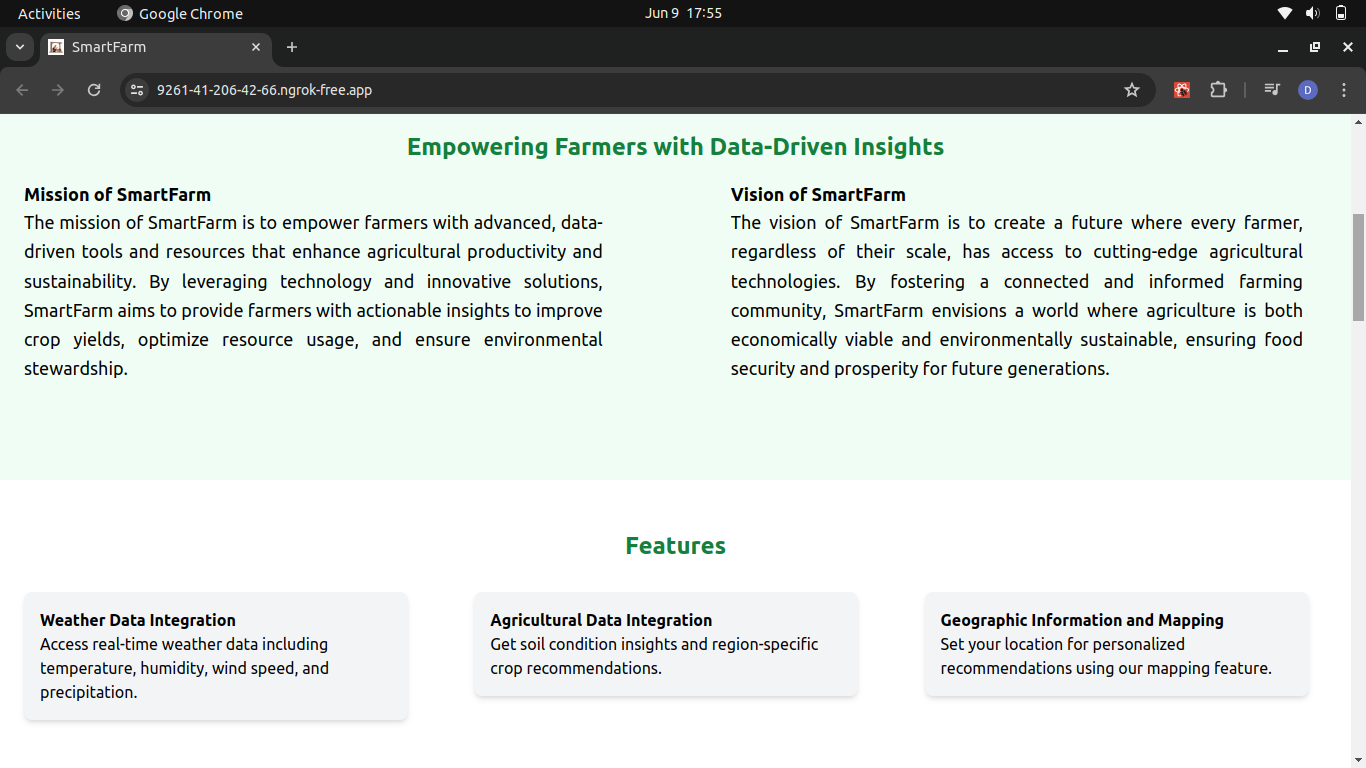 Activities
Google Chrome
Jun 9 17:55
SmartFarm
9261-41-206-42-66.ngrok-free.app
D
Empowering Farmers with Data-Driven Insights
Mission of SmartFarm
The mission of SmartFarm is to empower farmers with advanced, data-
driven tools and resources that enhance agricultural productivity and
sustainability. By leveraging technology and innovative solutions,
SmartFarm aims to provide farmers with actionable insights to improve
crop yields, optimize resource usage, and ensure environmental
stewardship.
Vision of SmartFarm
The vision of SmartFarm is to create a future where every farmer,
regardless of their scale, has access to cutting-edge agricultural
technologies. By fostering a connected and informed farming
community, SmartFarm envisions a world where agriculture is both
economically viable and environmentally sustainable, ensuring food
security and prosperity for future generations.
Features
Weather Data Integration
Access real-time weather data including
temperature, humidity, wind speed, and
precipitation.
Agricultural Data Integration
Get soil condition insights and region-specific
crop recommendations.
Geographic Information and Mapping
Set your location for personalized
recommendations using our mapping feature.